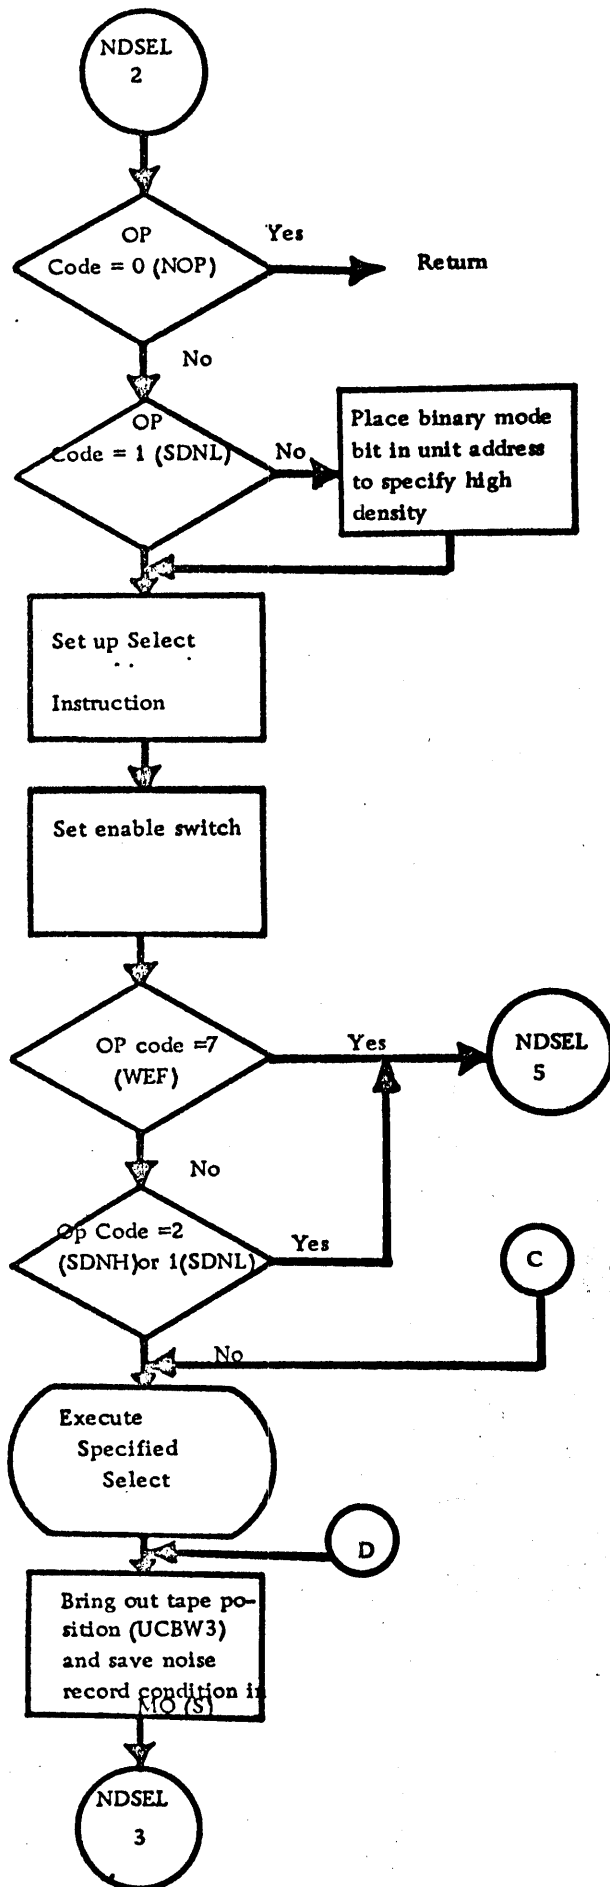 NDSEL
2
OP
Code = 0 (NOP)
Yes
Return
No
OP
Code = 1 (SDNL)
No
Place binary mode
bit in unit address
to specify high
density
Set up Select
Instruction
Set enable switch
OP code =7
(WEF)
Yes
NDSEL
5
No
Op Code =2
(SDNH)or 1(SDNL)
Yes
C
No
Execute
Specified
Select
D
Bring out tape po-
sition (UCBW3)
and save noise
record condition in
MQ (S)
NDSEL
3